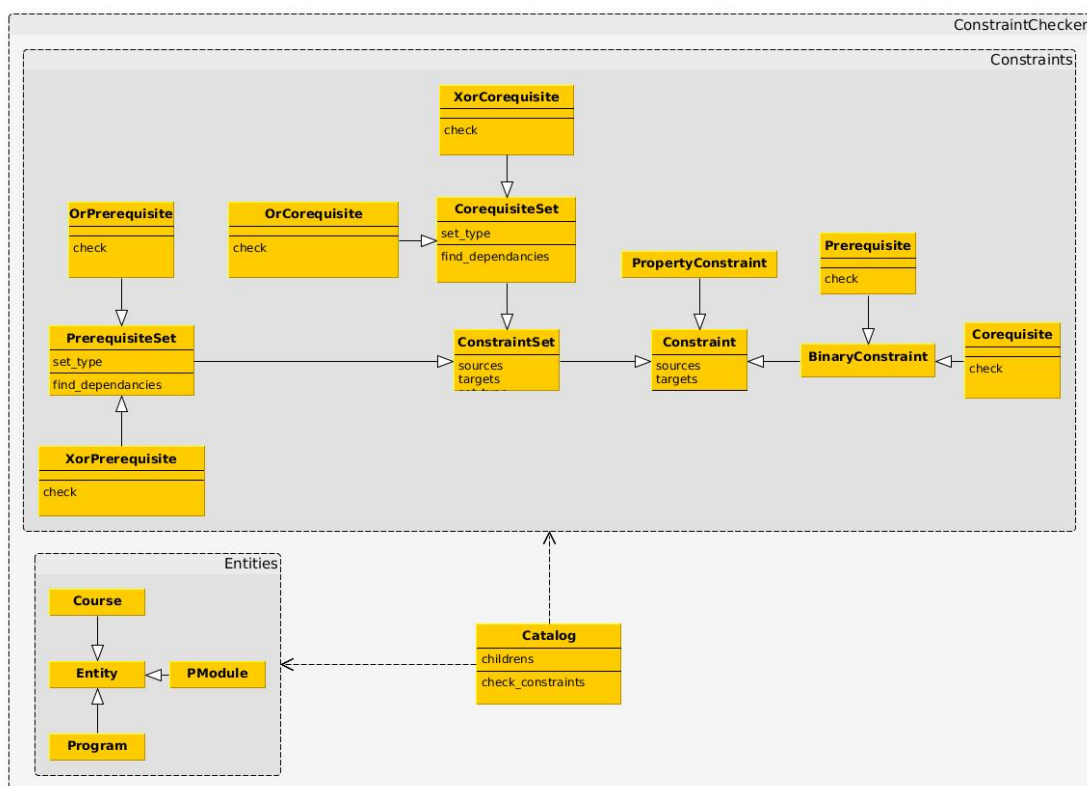 ConstraintChecker
Constraints
XorCorequisite
check
OrPrerequisite
check
OrCorequisite
check
CorequisiteSet
set_type
find_dependancies
PropertyConstraint
Prerequisite
check
PrerequisiteSet
set_type
find_dependancies
ConstraintSet
sources
targets
Constraint
sources
targets
BinaryConstraint
Corequisite
check
XorPrerequisite
check
Entities
Course
Entity
PModule
Program
Catalog
childrens
check_constraints